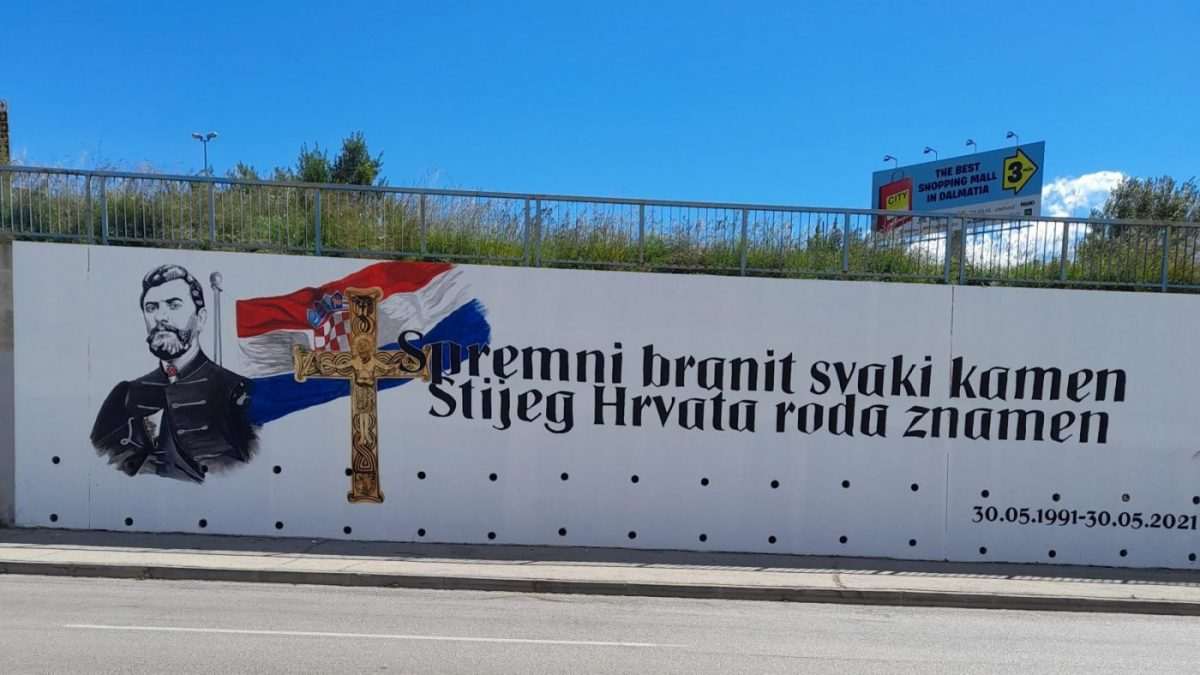 THE BEST
SHOPPING MALL
IN DALMATIA
3
CITY
Spremni branit svaki kamen
Stijeg Hrvata roda znamen
30.05.1991-30.05.2021